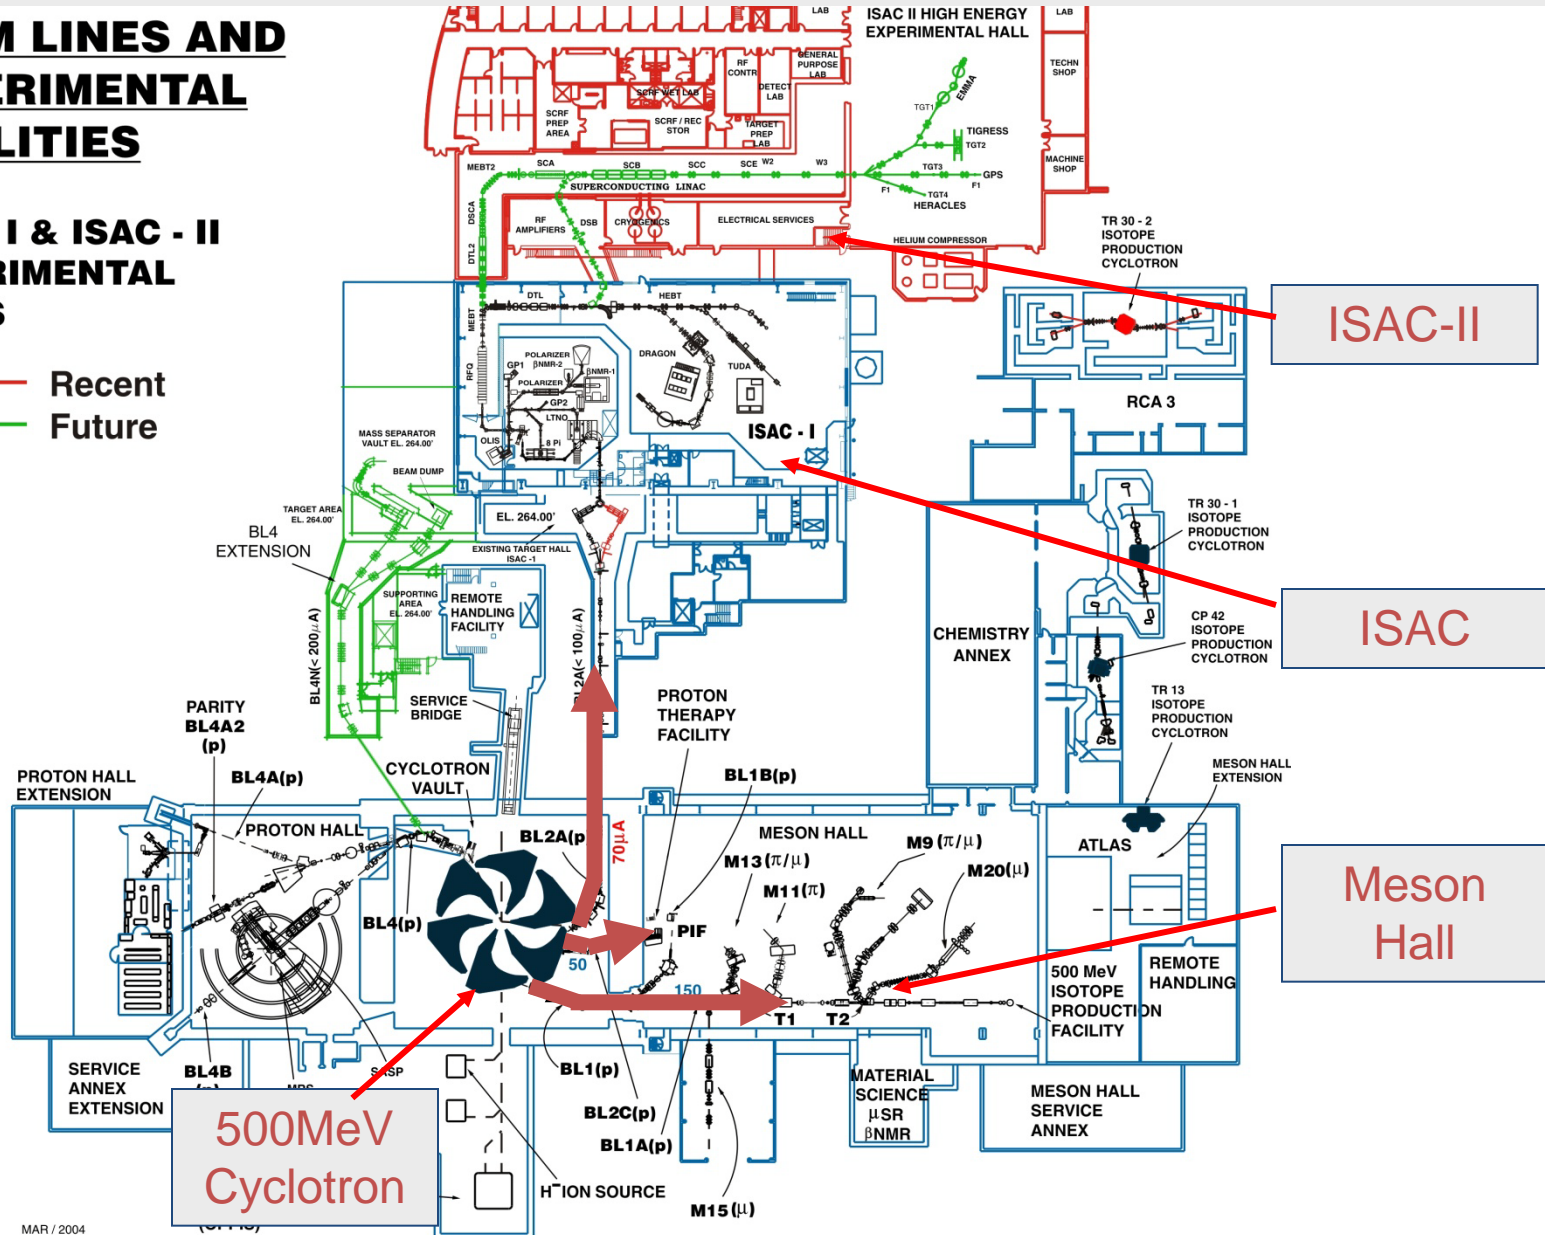 M LINES AND
ERIMENTAL
LITIES
I & ISAC - II
RIMENTAL
S
Recent
Future
LAB
ISAC II HIGH ENERGY
EXPERIMENTAL HALL
LAB
RF
CONTR
GENERAL
PURPOSE
LAB
TECHN
SHOP
SCRF WET LAB
DETECT
LAB
SCRF
PREP
AREA
SCRF / REC
STOR
TARGET
PREP
LAB
TGT1
EMMA
TIGRESS
TGT2
MACHINE
SHOP
MEBT2
SCA
SCB
SCC
SCE
W2
W3
TGT3
GPS
F1
F1
TGT4
HERACLES
SUPERCONDUCTING LINAC
DSCA
RF
AMPLIFIERS
DSB
CRYOGENICS
ELECTRICAL SERVICES
DTL2
HELIUM COMPRESSOR
TR 30 - 2
ISOTOPE
PRODUCTION
CYCLOTRON
ISAC-II
DTL
HEBT
MEBT
RFQ
POLARIZER
βNMR-2
GP1
βNMR-1
POLARIZER
GP2
LTNO
OLIS
8 Pi
DRAGON
TUDA
ISAC - I
RCA 3
MASS SEPARATOR
VAULT EL. 264.00'
BEAM DUMP
TARGET AREA
EL. 264.00'
BL4
EXTENSION
EL. 264.00'
EXISTING TARGET HALL
ISAC -1
TR 30 - 1
ISOTOPE
PRODUCTION
CYCLOTRON
SUPPORTING
AREA
EL. 264.00'
REMOTE
HANDLING
FACILITY
BL4N(< 200μA)
BL2A(< 100μA)
CHEMISTRY
ANNEX
ISAC
CP 42
ISOTOPE
PRODUCTION
CYCLOTRON
TR 13
ISOTOPE
PRODUCTION
CYCLOTRON
SERVICE
BRIDGE
PROTON
THERAPY
FACILITY
PARITY
BL4A2
(p)
BL4A(p)
CYCLOTRON
VAULT
BL1B(p)
MESON HALL
EXTENSION
PROTON HALL
EXTENSION
PROTON HALL
BL2A(p
70μA
MESON HALL
M13(π/μ)
M11(π)
M9(π/μ)
M20(μ)
ATLAS
Meson
Hall
BL4(p)
PIF
50
150
T1
T2
500 MeV
ISOTOPE
PRODUCTION
FACILITY
REMOTE
HANDLING
SERVICE
ANNEX
EXTENSION
BL4B
SASP
BL1(p)
BL2C(p)
BL1A(p)
MATERIAL
SCIENCE
μSR
βNMR
MESON HALL
SERVICE
ANNEX
500MeV
Cyclotron
H⁻ION SOURCE
M15(μ)
MAR / 2004